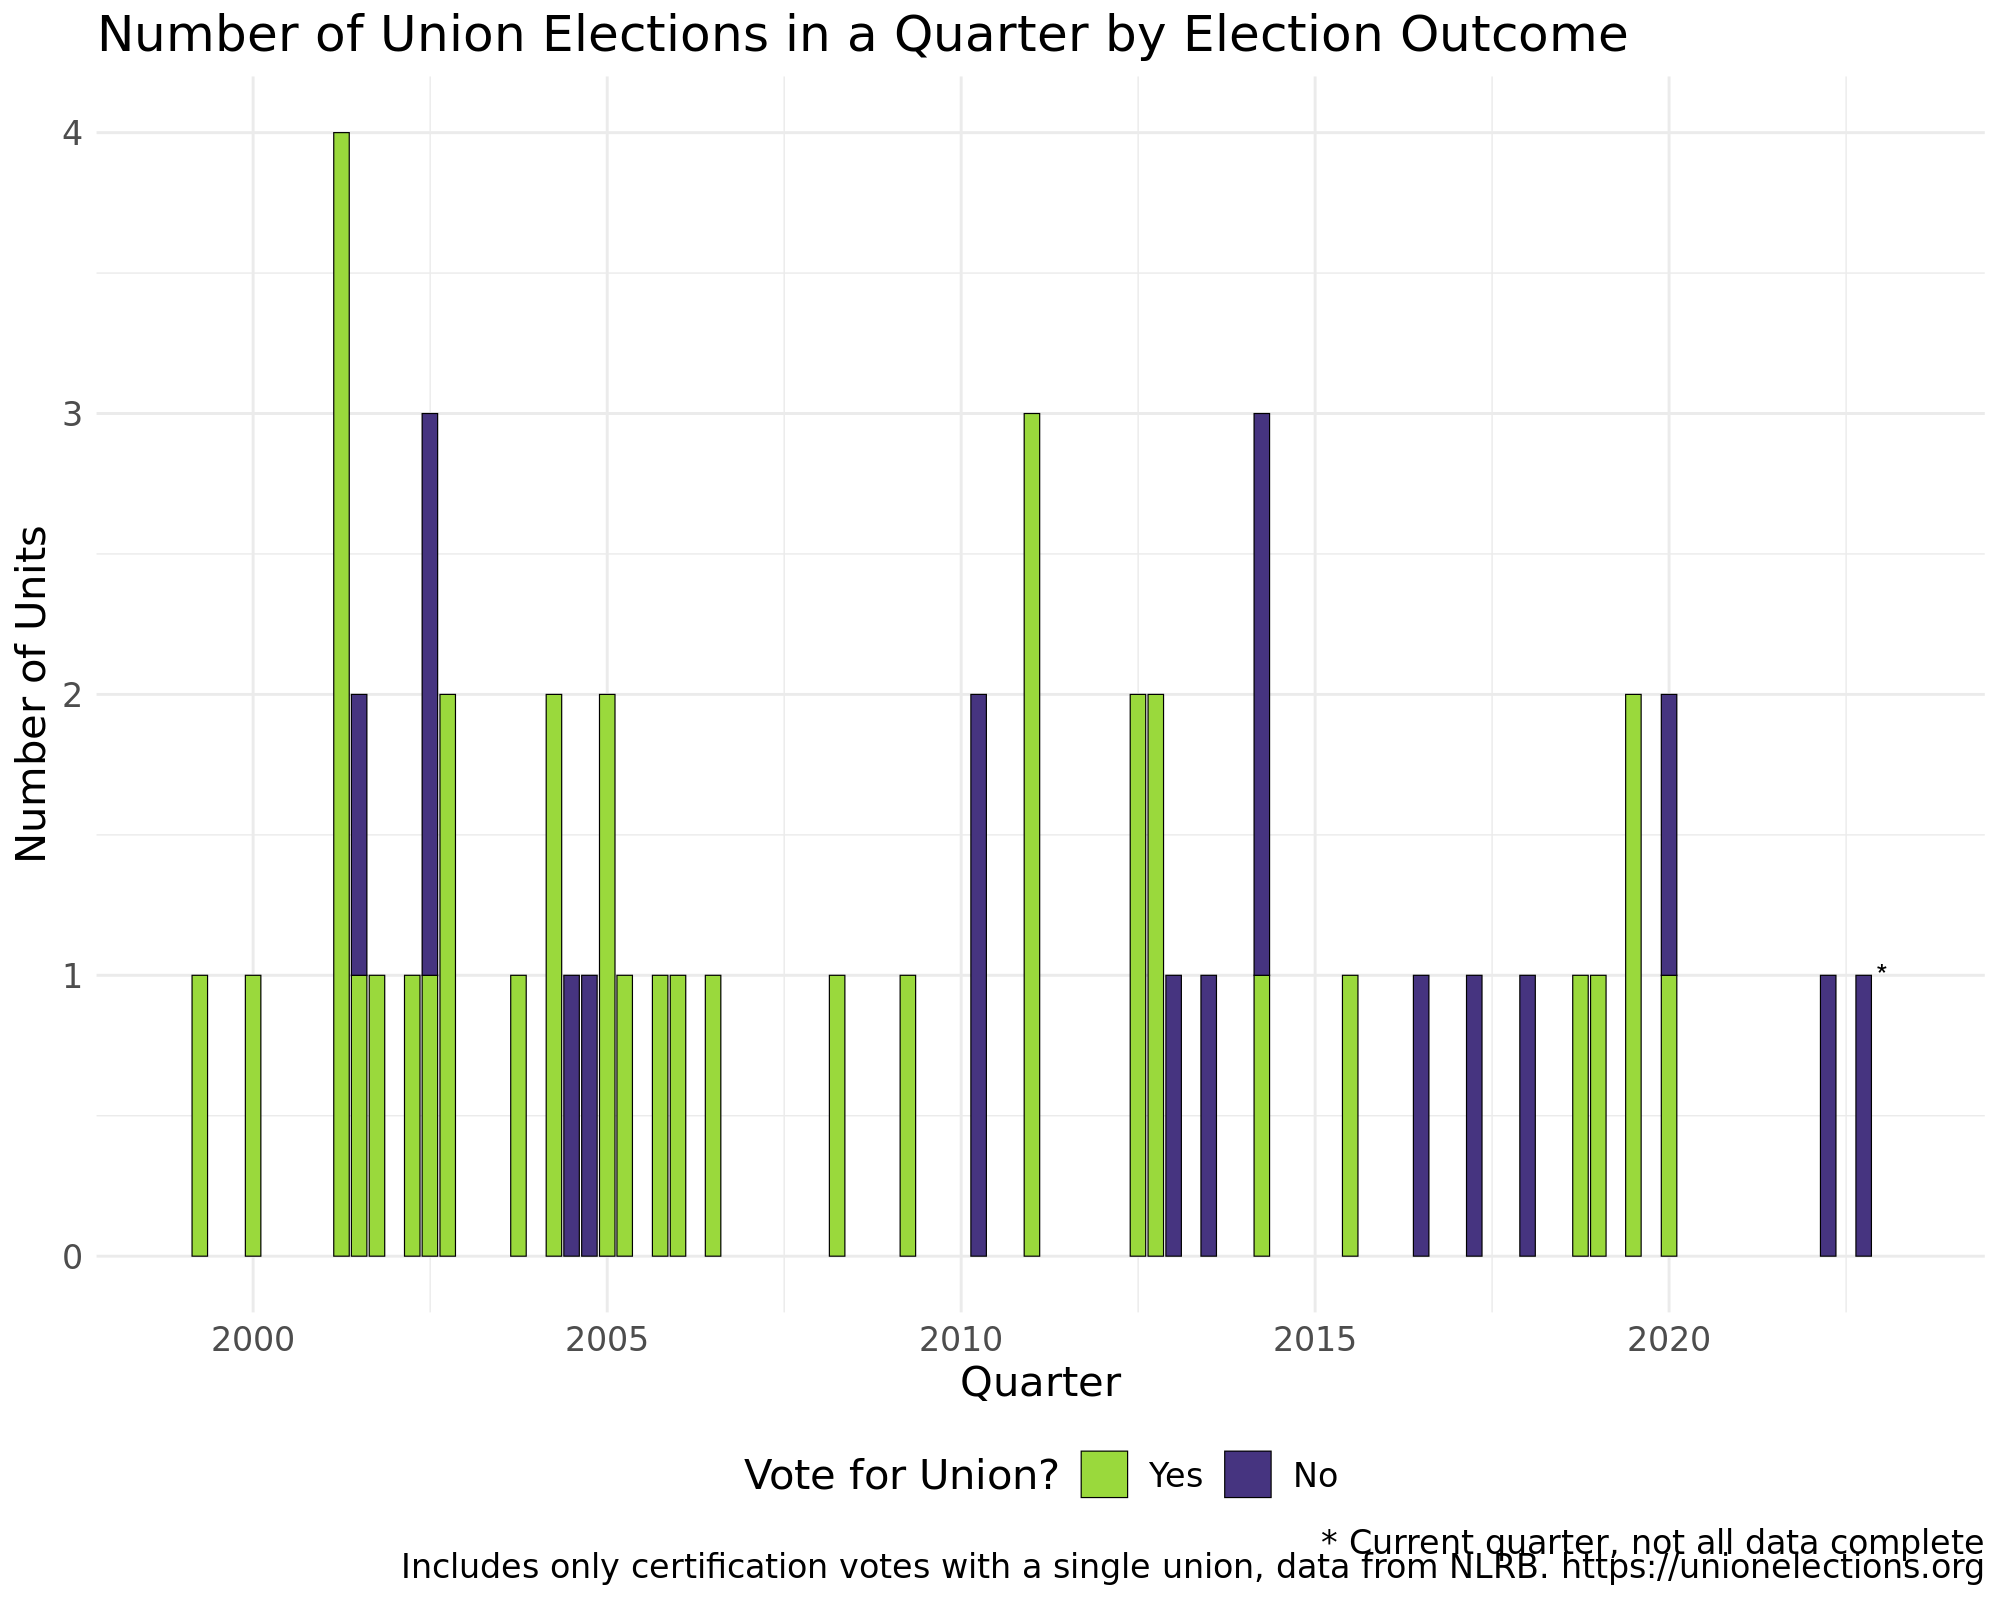 Number of Union Elections in a Quarter by Election Outcome
Number of Units
4
3
2
1
0
*
2000 2005 2010 2015 2020
Quarter
Vote for Union? Yes No
* Current quarter, not all data complete
Includes only certification votes with a single union, data from NLRB. https://unionelections.org